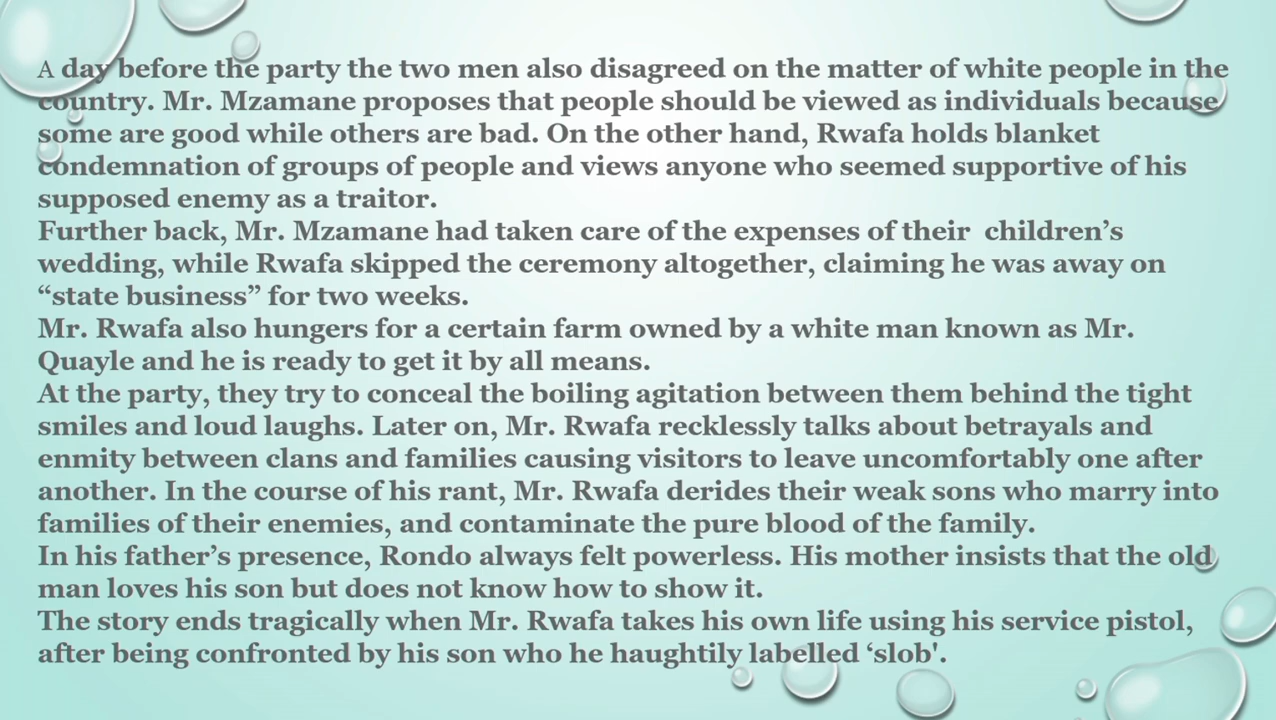 A day before the party the two men also disagreed on the matter of white people in the
country. Mr. Mzamane proposes that people should be viewed as individuals because
some are good while others are bad. On the other hand, Rwafa holds blanket
condemnation of groups of people and views anyone who seemed supportive of his
supposed enemy as a traitor.
Further back, Mr. Mzamane had taken care of the expenses of their  children’s
wedding, while Rwafa skipped the ceremony altogether, claiming he was away on
“state business” for two weeks.
Mr. Rwafa also hungers for a certain farm owned by a white man known as Mr.
Quayle and he is ready to get it by all means.
At the party, they try to conceal the boiling agitation between them behind the tight
smiles and loud laughs. Later on, Mr. Rwafa recklessly talks about betrayals and
enmity between clans and families causing visitors to leave uncomfortably one after
another. In the course of his rant, Mr. Rwafa derides their weak sons who marry into
families of their enemies, and contaminate the pure blood of the family.
In his father’s presence, Rondo always felt powerless. His mother insists that the old
man loves his son but does not know how to show it.
The story ends tragically when Mr. Rwafa takes his own life using his service pistol,
after being confronted by his son who he haughtily labelled ‘slob'.